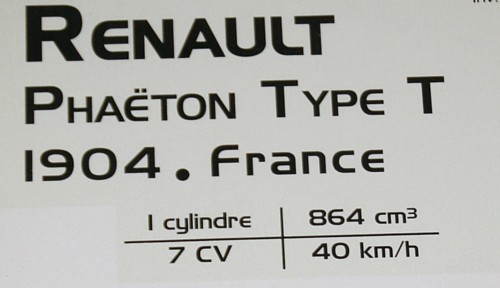 Renault
Phaëton Type T
1904. France
1 cylindre 864 cm³
7 CV 40 km/h